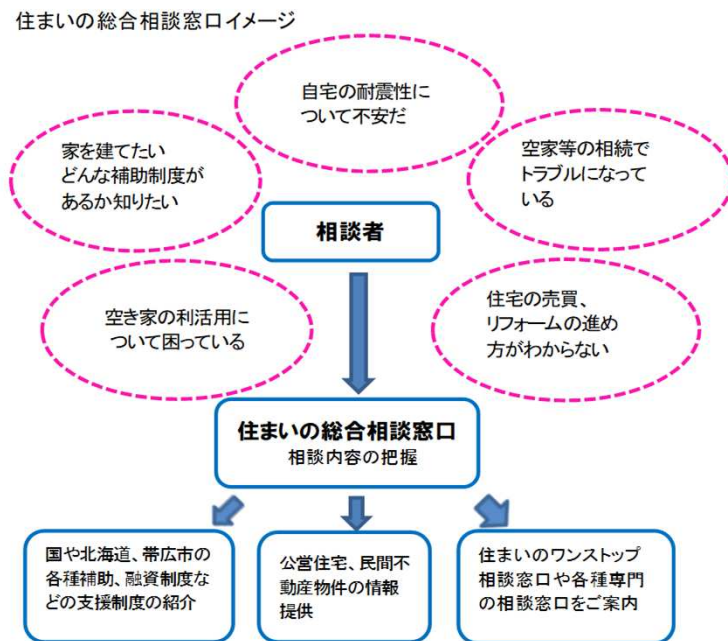 住まいの総合相談窓口イメージ
自宅の耐震性に
ついて不安だ
家を建てたい
どんな補助制度が
あるか知りたい
空家等の相続で
トラブルになって
いる
相談者
空き家の利活用に
ついて困っている
住宅の売買、
リフォームの進め
方がわからない
住まいの総合相談窓口
相談内容の把握
国や北海道、帯広市の
各種補助、融資制度な
どの支援制度の紹介
公営住宅、民間不
動産物件の情報
提供
住まいのワンストップ
相談窓口や各種専門
の相談窓口をご案内